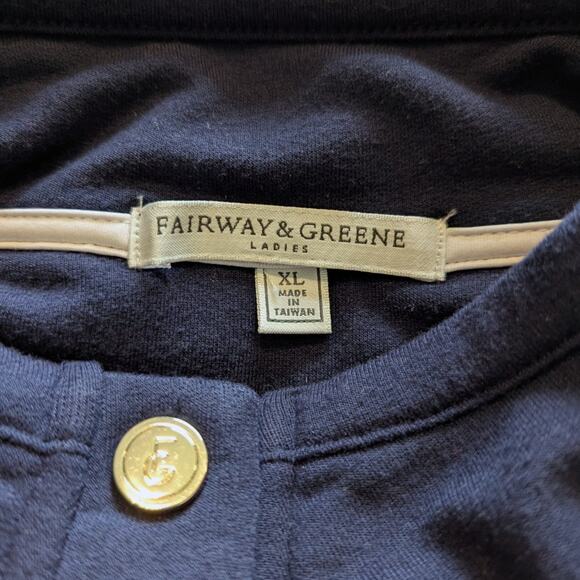 FAIRWAY & GREENE
LADIES
XL
MADE
IN
TAIWAN